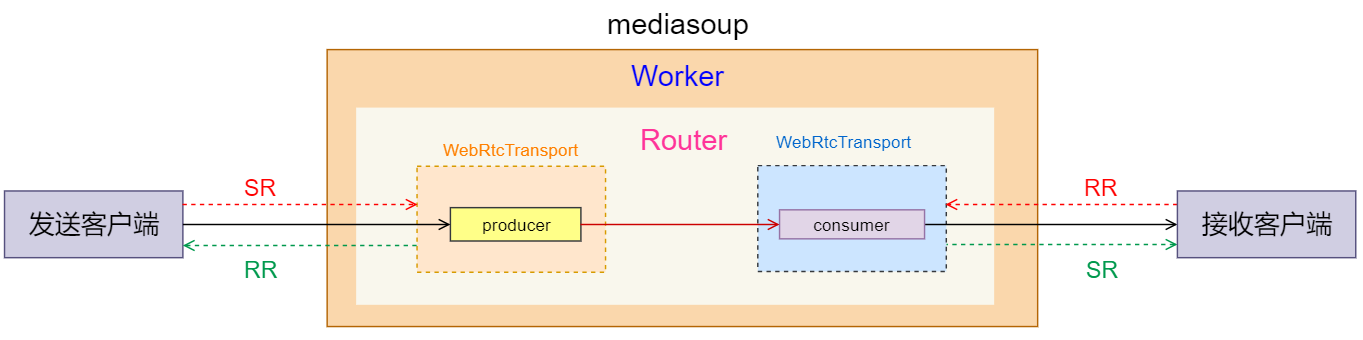 mediasoup
Worker
Router
WebRtcTransport
WebRtcTransport
SR
RR
发送客户端
producer
consumer
接收客户端
RR
SR